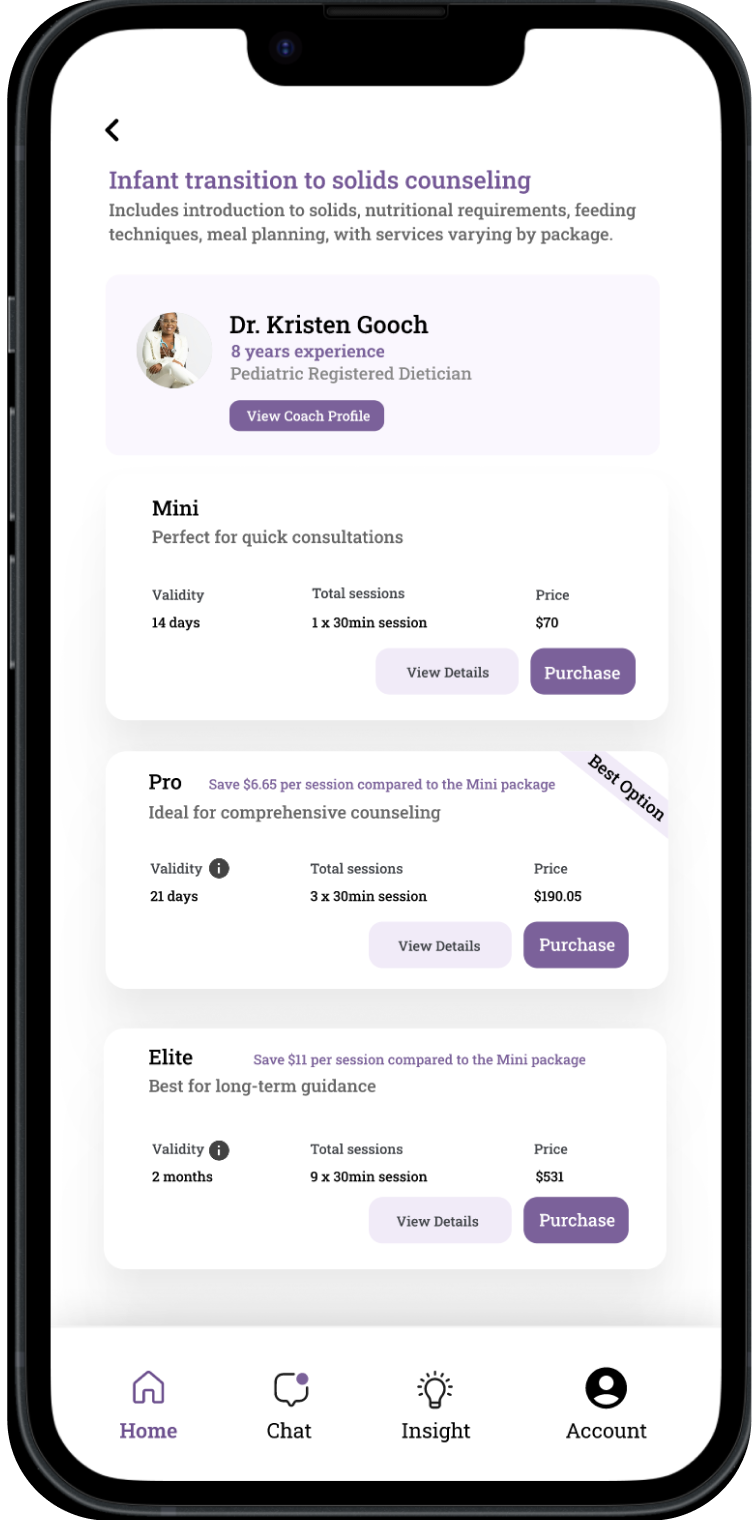 Infant transition to solids counseling
Includes introduction to solids, nutritional requirements, feeding
techniques, meal planning, with services varying by package.
Dr. Kristen Gooch
8 years experience
Pediatric Registered Dietician
View Coach Profile
Mini
Perfect for quick consultations
Validity Total sessions Price
14 days 1 x 30min session $70
View Details Purchase
Pro Save $6.65 per session compared to the Mini package Best Option
Ideal for comprehensive counseling
Validity i Total sessions Price
21 days 3 x 30min session $190.05
View Details Purchase
Elite Save $11 per session compared to the Mini package
Best for long-term guidance
Validity i Total sessions Price
2 months 9 x 30min session $531
View Details Purchase
Home Chat Insight Account